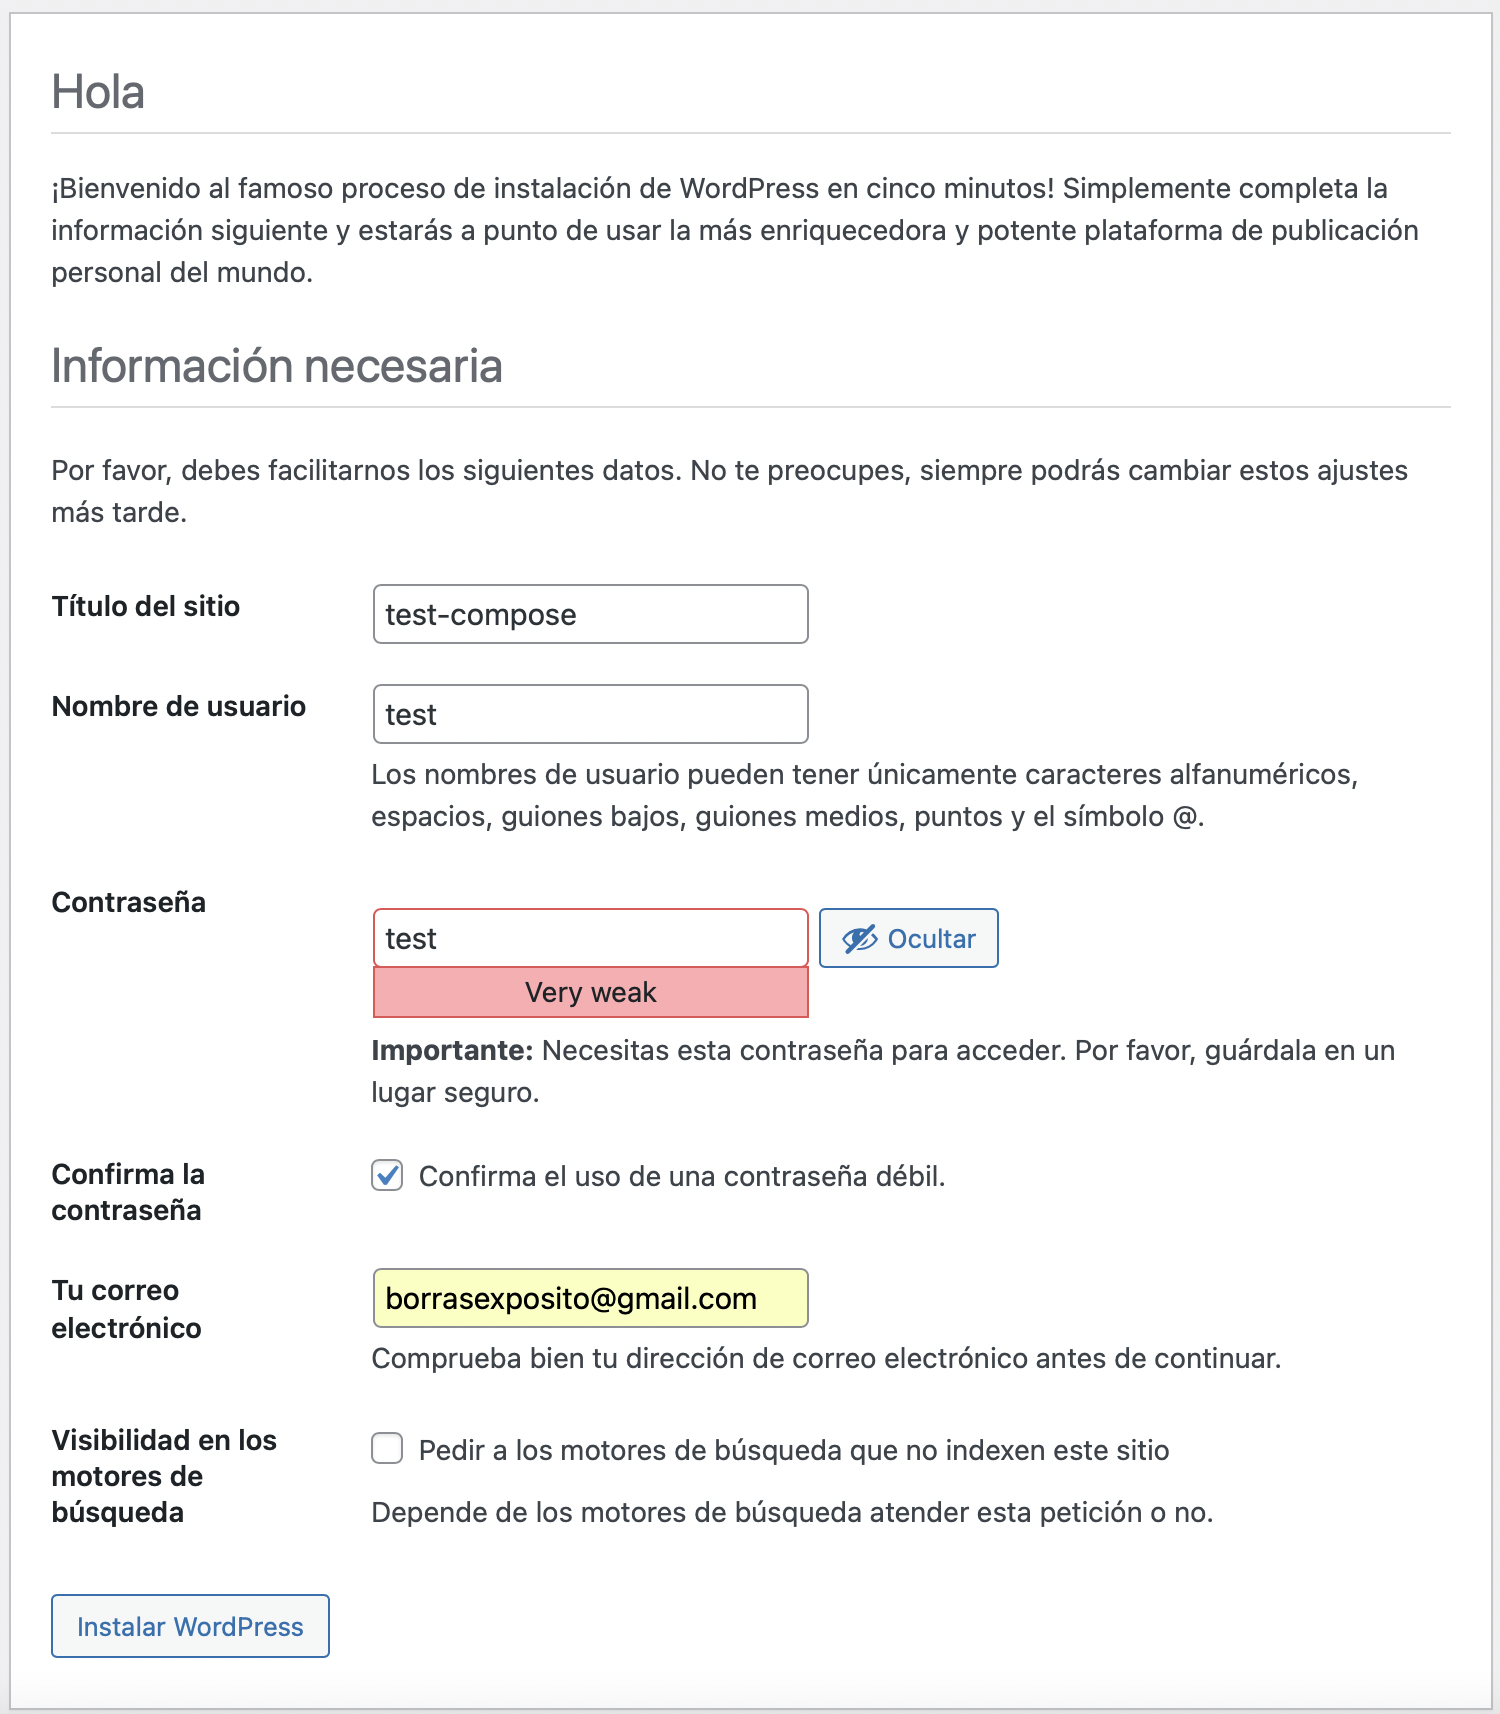 Hola
¡Bienvenido al famoso proceso de instalación de WordPress en cinco minutos! Simplemente completa la
información siguiente y estarás a punto de usar la más enriquecedora y potente plataforma de publicación
personal del mundo.
Información necesaria
Por favor, debes facilitarnos los siguientes datos. No te preocupes, siempre podrás cambiar estos ajustes
más tarde.
Título del sitio
test-compose
Nombre de usuario
test
Los nombres de usuario pueden tener únicamente caracteres alfanuméricos,
espacios, guiones bajos, guiones medios, puntos y el símbolo @.
Contraseña
test
Ocultar
Very weak
Importante: Necesitas esta contraseña para acceder. Por favor, guárdala en un
lugar seguro.
Confirma la
contraseña
Confirma el uso de una contraseña débil.
Tu correo
electrónico
borrasexposito@gmail.com
Comprueba bien tu dirección de correo electrónico antes de continuar.
Visibilidad en los
motores de
búsqueda
Pedir a los motores de búsqueda que no indexen este sitio
Depende de los motores de búsqueda atender esta petición o no.
Instalar WordPress